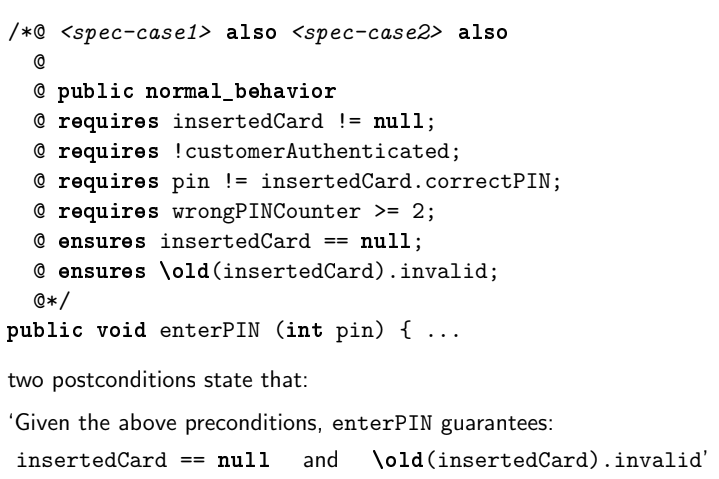 /*@ <spec-case1> also <spec-case2> also
@
@ public normal_behavior
@ requires insertedCard != null;
@ requires !customerAuthenticated;
@ requires pin != insertedCard.correctPIN;
@ requires wrongPINCounter >= 2;
@ ensures insertedCard == null;
@ ensures \old(insertedCard).invalid;
@*/
public void enterPIN (int pin) { ...
two postconditions state that:
‘Given the above preconditions, enterPIN guarantees:
insertedCard == null and \old(insertedCard).invalid’